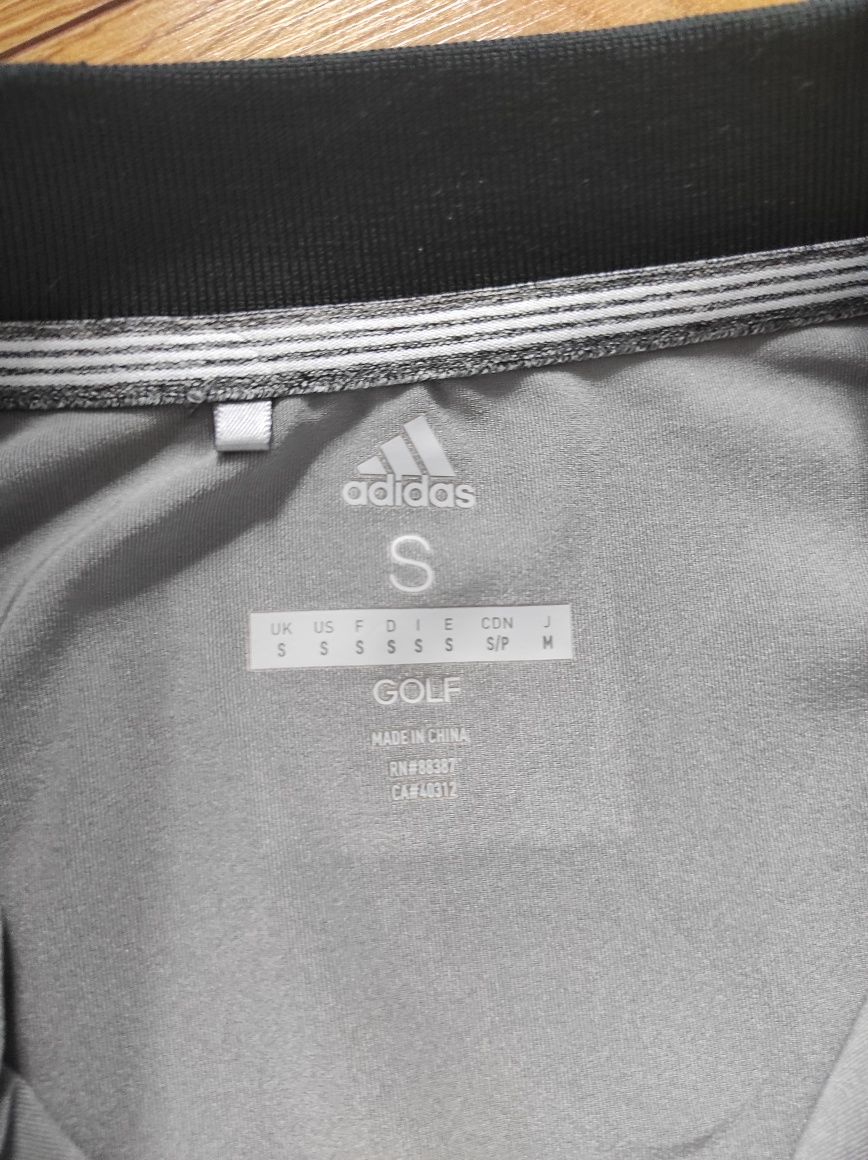 adidas
S
UK US F D I E CDN J
S S S S S S S/P M
GOLF
MADE IN CHINA
RN#88387
CA#40312